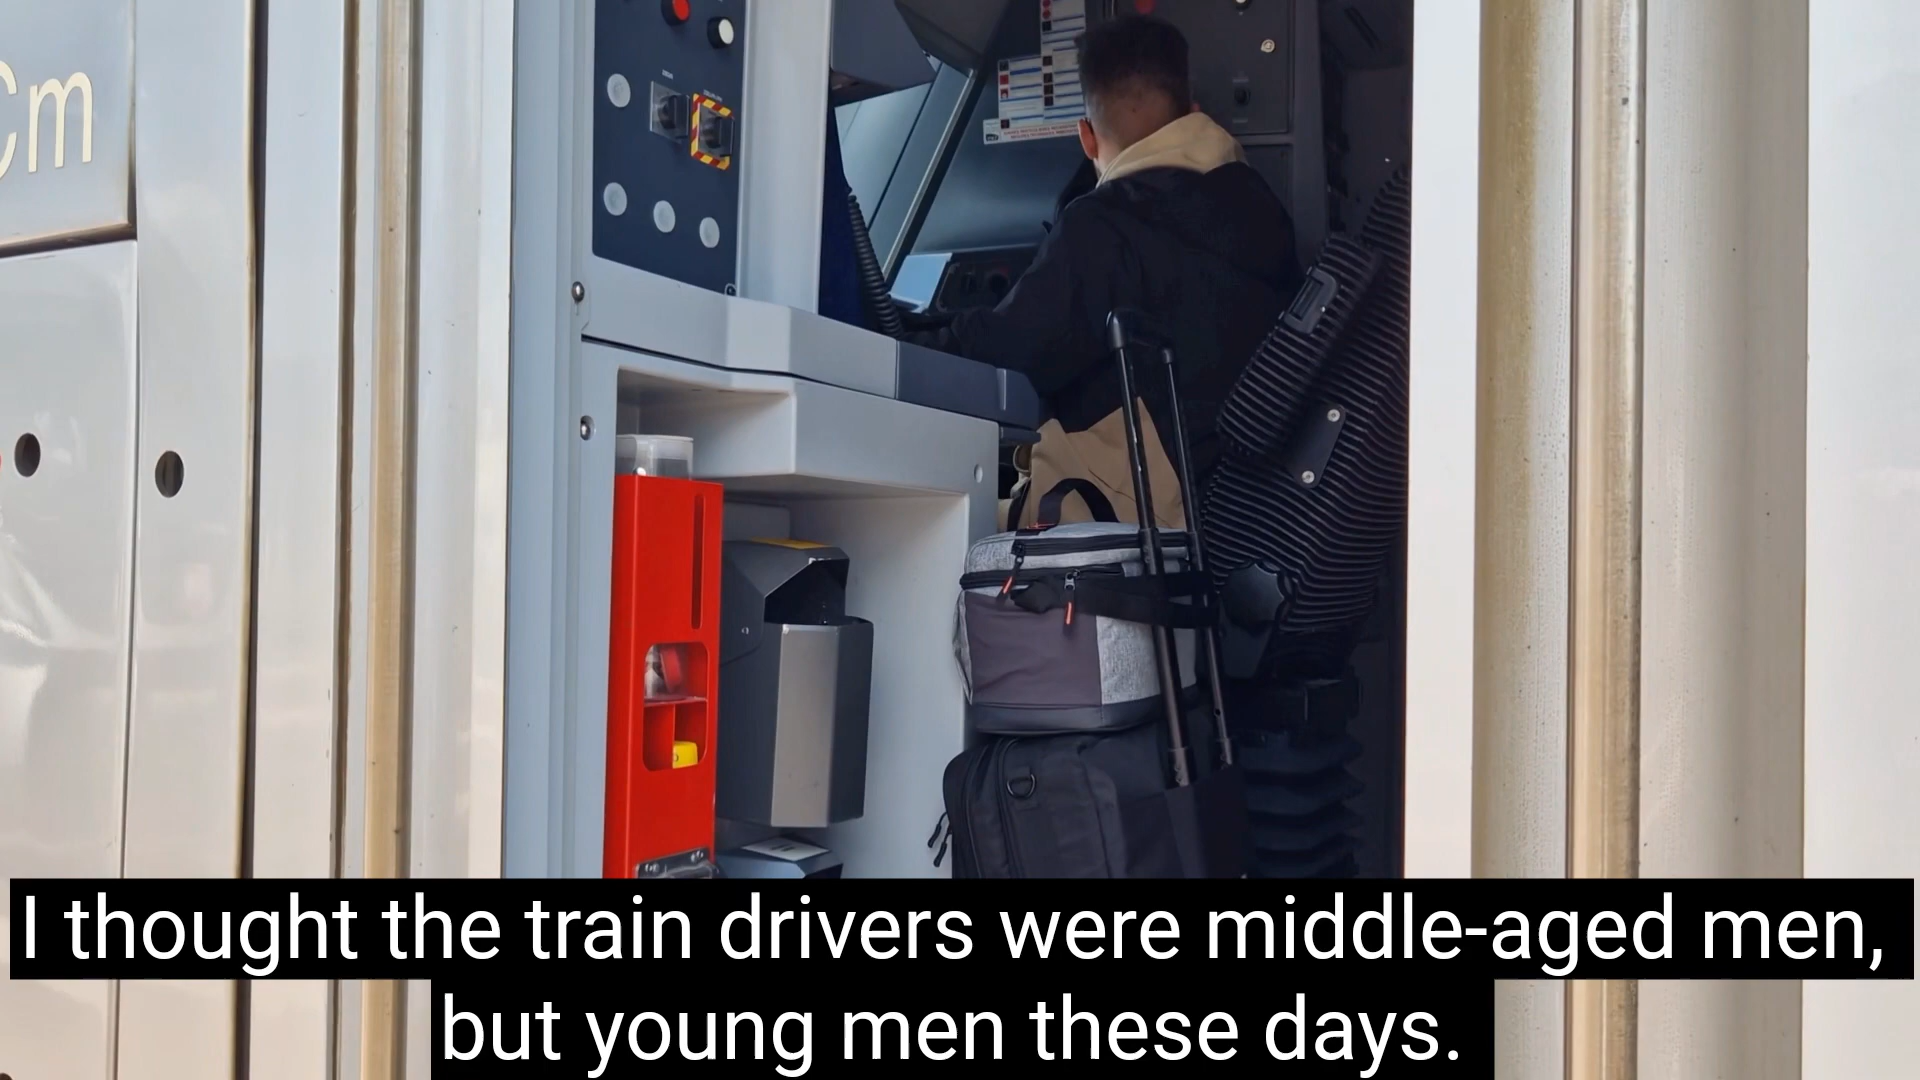 cm
I thought the train drivers were middle-aged men,
but young men these days.